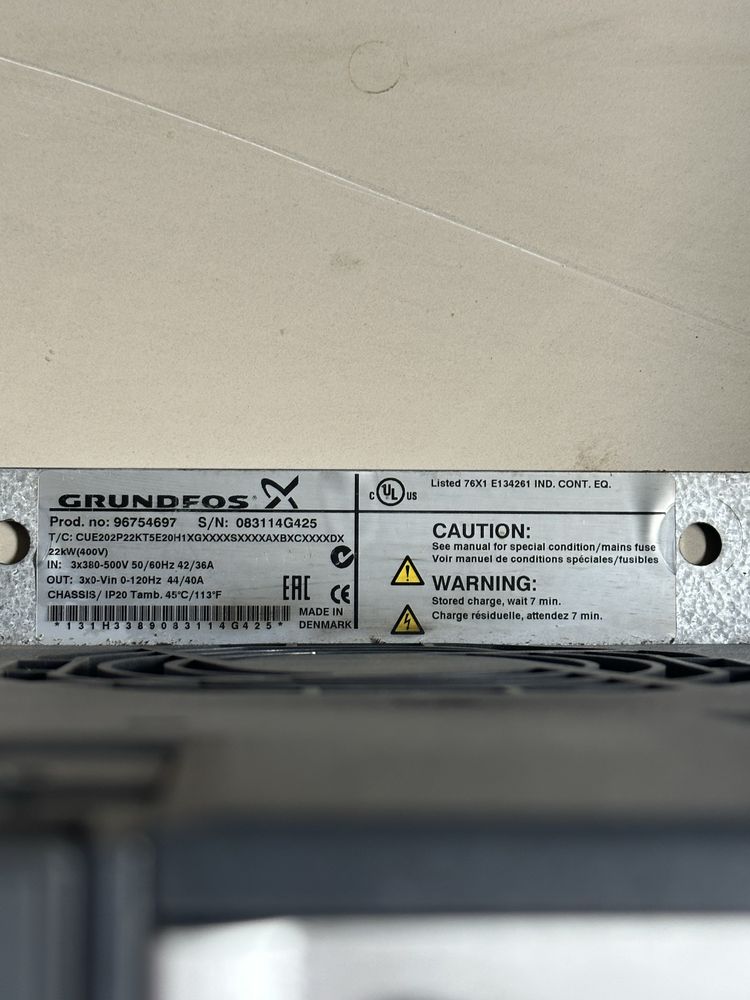 GRUNDFOS
Prod. no: 96754697 S/N: 083114G425
T/C: CUE202P22KT5E20H1XGXXXXSXXXXAXBXCXXXXDX
22kW(400V)
IN: 3x380-500V 50/60Hz 42/36A
OUT: 3x0-Vin 0-120Hz 44/40A
CHASSIS/ IP20 Tamb. 45°C/113°F
EAC CE
MADE IN
DENMARK
*131H3389083114G425*
C UL US
Listed 76X1 E134261 IND. CONT. EQ.
CAUTION:
See manual for special condition/mains fuse
Voir manuel de conditions spéciales/fusibles
WARNING:
Stored charge, wait 7 min.
Charge résiduelle, attendez 7 min.